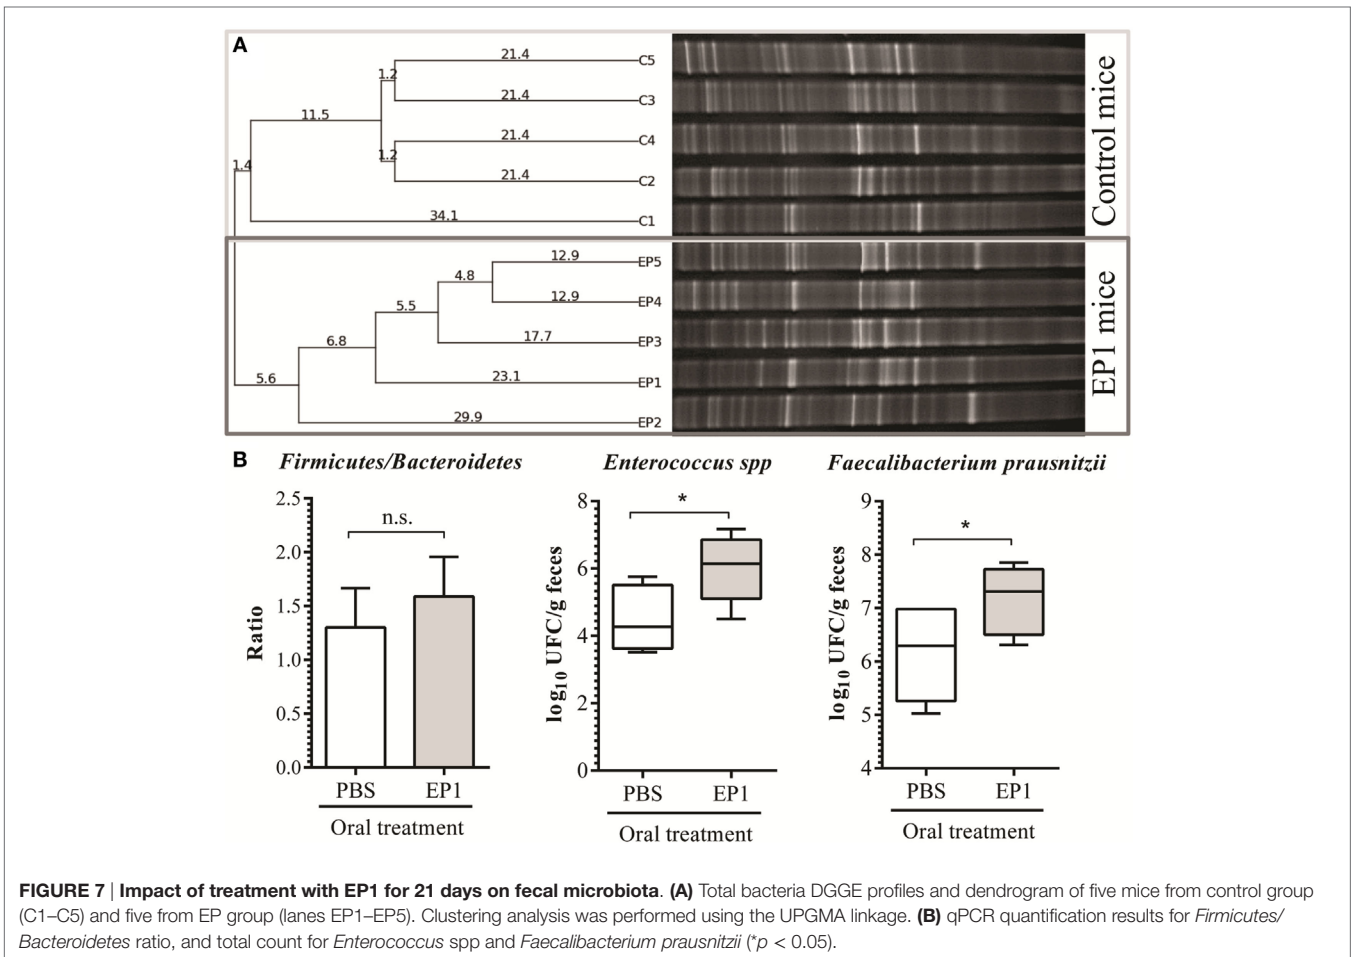 A
21.4
C5
1.2
21.4
C3
11.5
21.4
C4
1.2
1.4
21.4
C2
34.1
C1
Control mice
12.9
EP5
4.8
12.9
EP4
5.5
17.7
EP3
6.8
23.1
EP1
5.6
29.9
EP2
EP1 mice
B
Firmicutes/Bacteroidetes
2.5
2.0
1.5
1.0
0.5
0.0
Ratio
n.s.
PBS EP1
Oral treatment
Enterococcus spp
8
6
4
2
0
log10 UFC/g feces
*
PBS EP1
Oral treatment
Faecalibacterium prausnitzii
9
8
7
6
5
4
log10 UFC/g feces
*
PBS EP1
Oral treatment
FIGURE 7 | Impact of treatment with EP1 for 21 days on fecal microbiota. (A) Total bacteria DGGE profiles and dendrogram of five mice from control group
(C1–C5) and five from EP group (lanes EP1–EP5). Clustering analysis was performed using the UPGMA linkage. (B) qPCR quantification results for Firmicutes/
Bacteroidetes ratio, and total count for Enterococcus spp and Faecalibacterium prausnitzii (*p < 0.05).